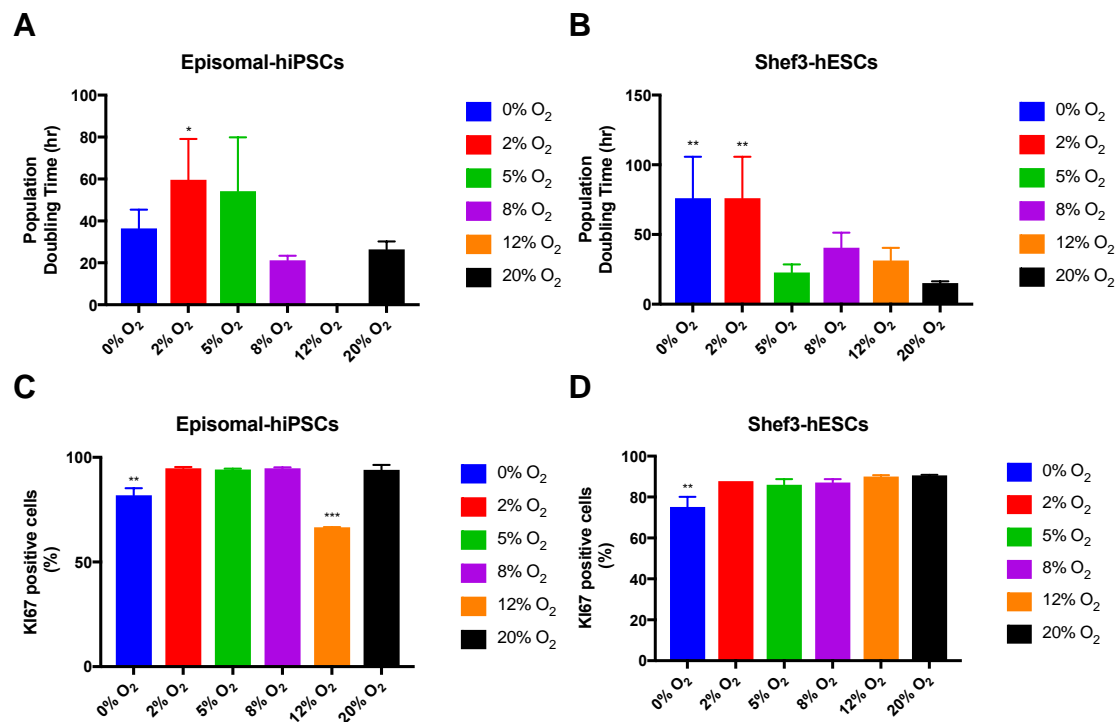 A
Episomal-hiPSCs
Population
Doubling Time (hr)
100
80
60
40
20
0
*
0% O2
2% O2
5% O2
8% O2
12% O2
20% O2
0% O2
2% O2
5% O2
8% O2
12% O2
20% O2
B
Shef3-hESCs
Population
Doubling Time (hr)
150
100
50
0
**
**
0% O2
2% O2
5% O2
8% O2
12% O2
20% O2
0% O2
2% O2
5% O2
8% O2
12% O2
20% O2
C
Episomal-hiPSCs
KI67 positive cells
(%)
100
50
0
**
***
0% O2
2% O2
5% O2
8% O2
12% O2
20% O2
0% O2
2% O2
5% O2
8% O2
12% O2
20% O2
D
Shef3-hESCs
KI67 positive cells
(%)
100
80
60
40
20
0
**
0% O2
2% O2
5% O2
8% O2
12% O2
20% O2
0% O2
2% O2
5% O2
8% O2
12% O2
20% O2